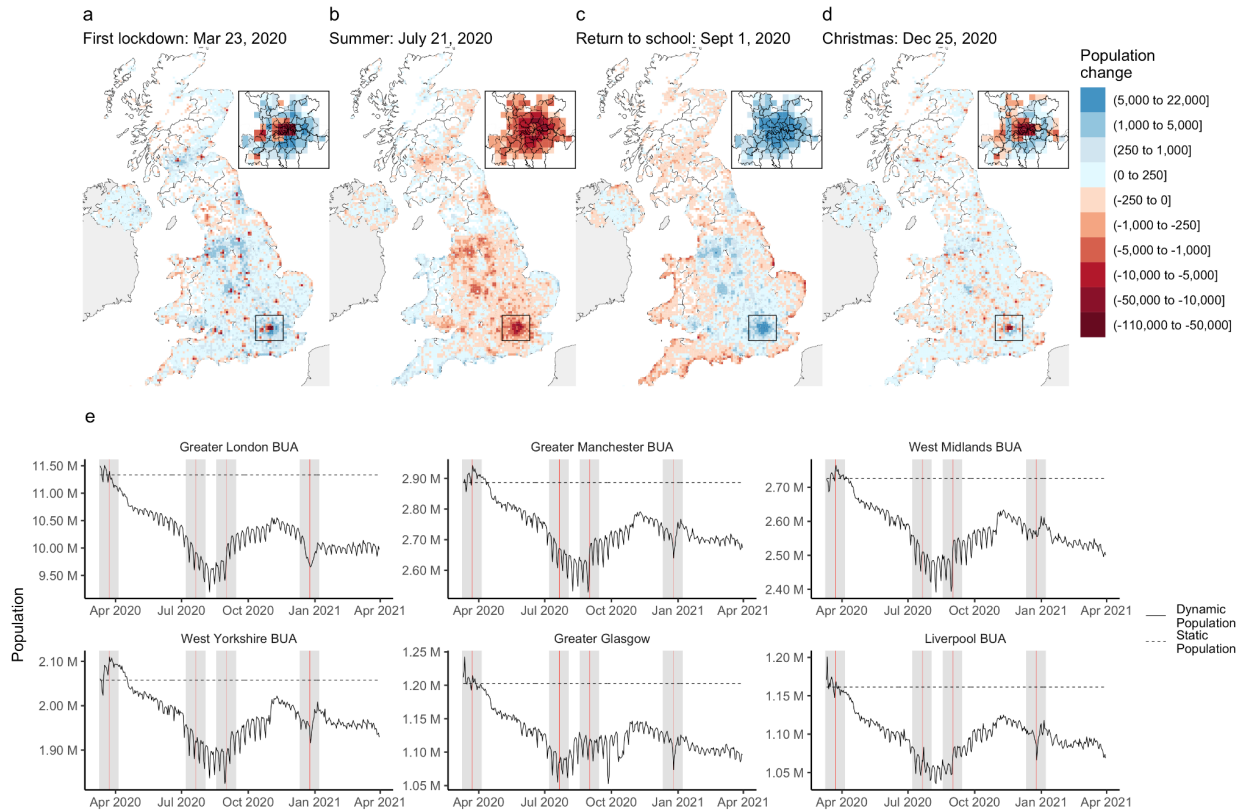 a
First lockdown: Mar 23, 2020
b
Summer: July 21, 2020
c
Return to school: Sept 1, 2020
d
Christmas: Dec 25, 2020
Population
change
(5,000 to 22,000]
(1,000 to 5,000]
(250 to 1,000]
(0 to 250]
(-250 to 0]
(-1,000 to -250]
(-5,000 to -1,000]
(-10,000 to -5,000]
(-50,000 to -10,000]
(-110,000 to -50,000]
e
Population
Greater London BUA
11.50 M
11.00 M
10.50 M
10.00 M
9.50 M
Apr 2020 Jul 2020 Oct 2020 Jan 2021 Apr 2021
Greater Manchester BUA
2.90 M
2.80 M
2.70 M
2.60 M
Apr 2020 Jul 2020 Oct 2020 Jan 2021 Apr 2021
West Midlands BUA
2.70 M
2.60 M
2.50 M
2.40 M
Apr 2020 Jul 2020 Oct 2020 Jan 2021 Apr 2021
West Yorkshire BUA
2.10 M
2.00 M
1.90 M
Apr 2020 Jul 2020 Oct 2020 Jan 2021 Apr 2021
Greater Glasgow
1.25 M
1.20 M
1.15 M
1.10 M
1.05 M
Apr 2020 Jul 2020 Oct 2020 Jan 2021 Apr 2021
Liverpool BUA
1.20 M
1.15 M
1.10 M
1.05 M
Apr 2020 Jul 2020 Oct 2020 Jan 2021 Apr 2021
Dynamic
Population
Static
Population